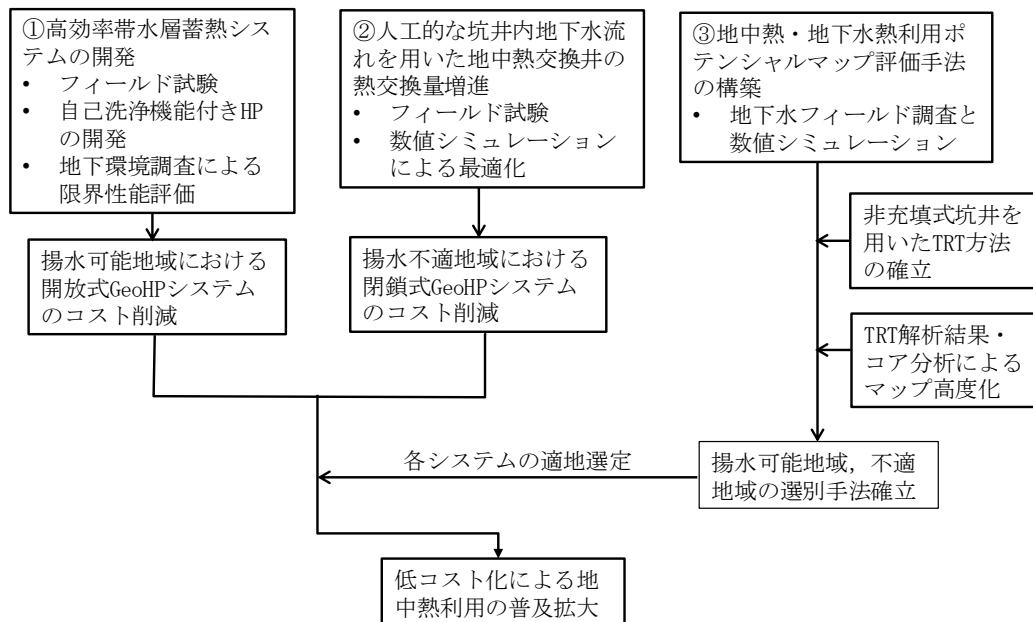 ①高効率帯水層蓄熱シス
テムの開発
• フィールド試験
• 自己洗浄機能付きHP
の開発
• 地下環境調査による
限界性能評価
②人工的な坑井内地下水流
れを用いた地中熱交換井の
熱交換量増進
• フィールド試験
• 数値シミュレーション
による最適化
③地中熱・地下水熱利用ポ
テンシャルマップ評価手法
の構築
• 地下水フィールド調査と
数値シミュレーション
非充填式坑井を
用いたTRT方法
の確立
揚水可能地域における
開放式GeoHPシステム
のコスト削減
揚水不適地域における
閉鎖式GeoHPシステム
のコスト削減
TRT解析結果・
コア分析による
マップ高度化
各システムの適地選定
揚水可能地域，不適
地域の選別手法確立
低コスト化による地
中熱利用の普及拡大